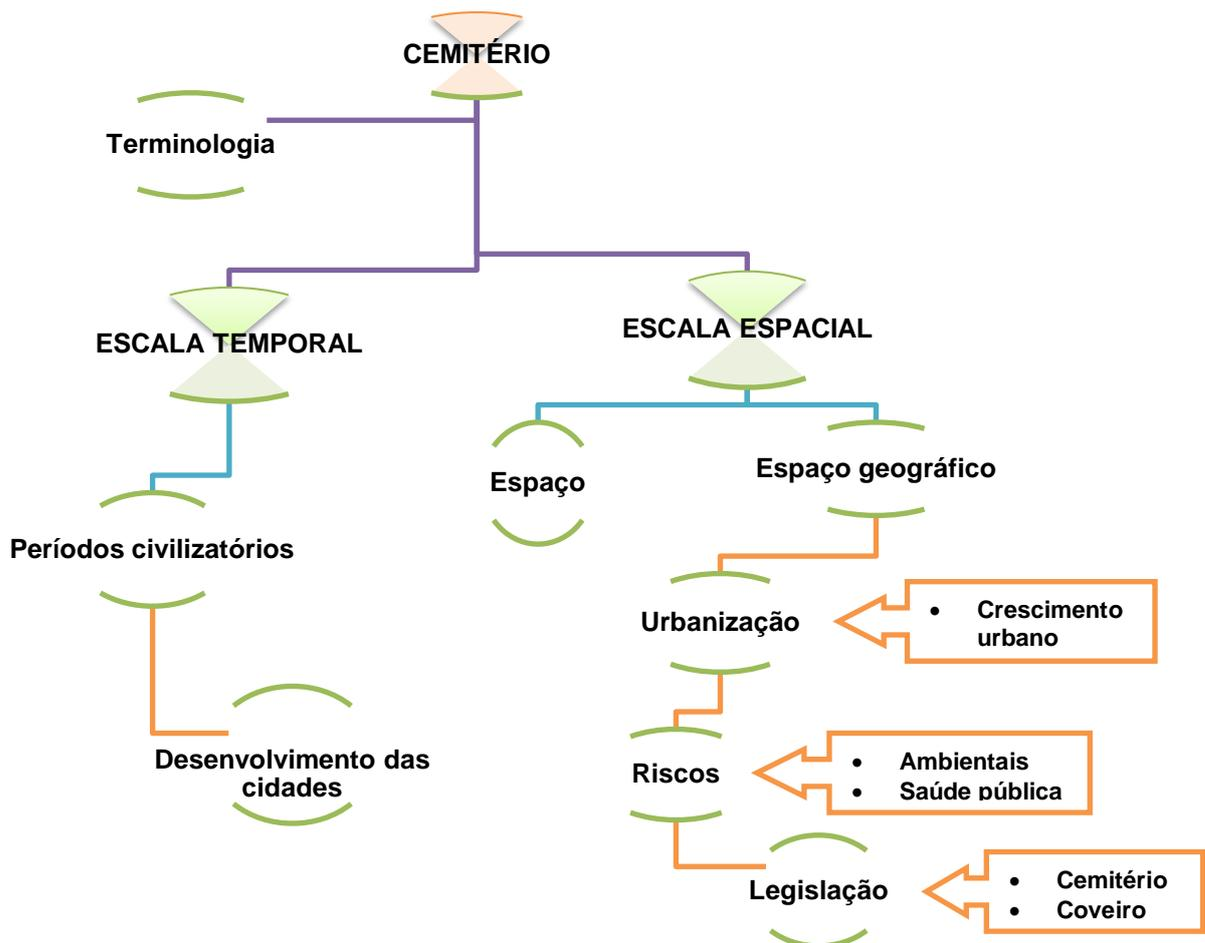 CEMITÉRIO
Terminologia
ESCALA TEMPORAL
ESCALA ESPACIAL
Períodos civilizatórios
Desenvolvimento das
cidades
Espaço
Espaço geográfico
Urbanização
• Crescimento
urbano
Riscos
• Ambientais
• Saúde pública
Legislação
• Cemitério
• Coveiro